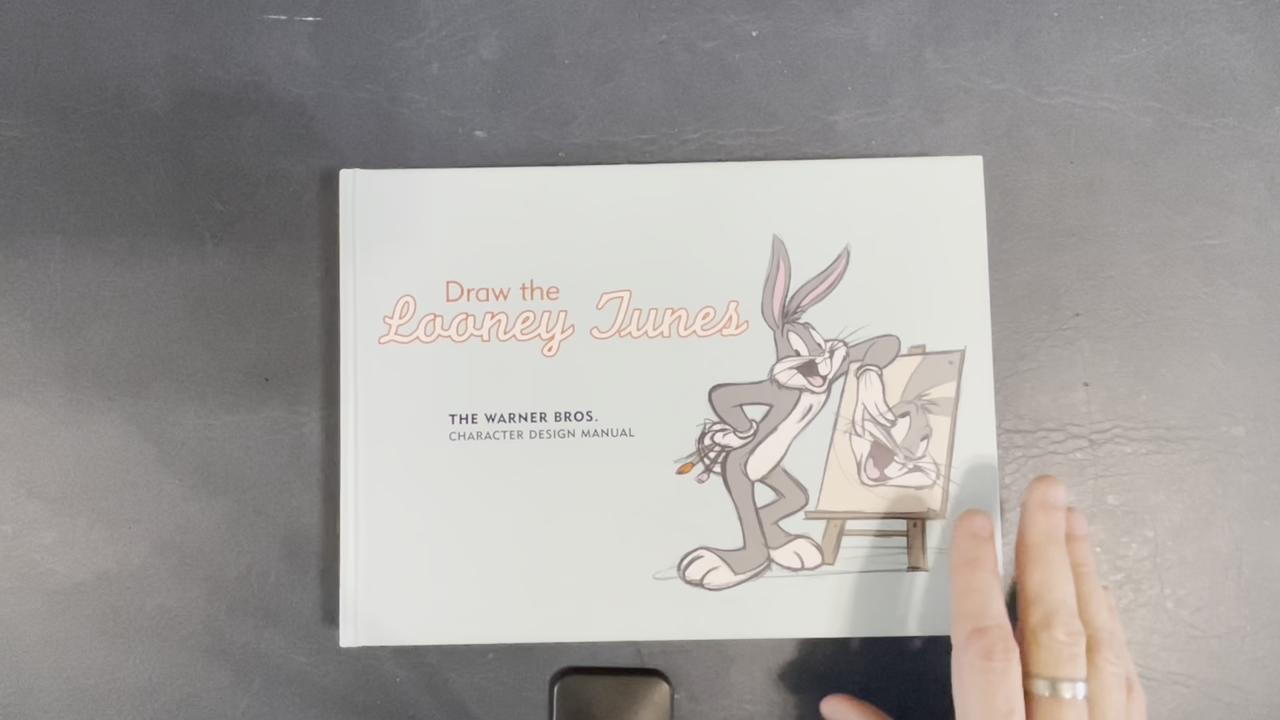 Draw the
Looney Tunes
THE WARNER BROS.
CHARACTER DESIGN MANUAL